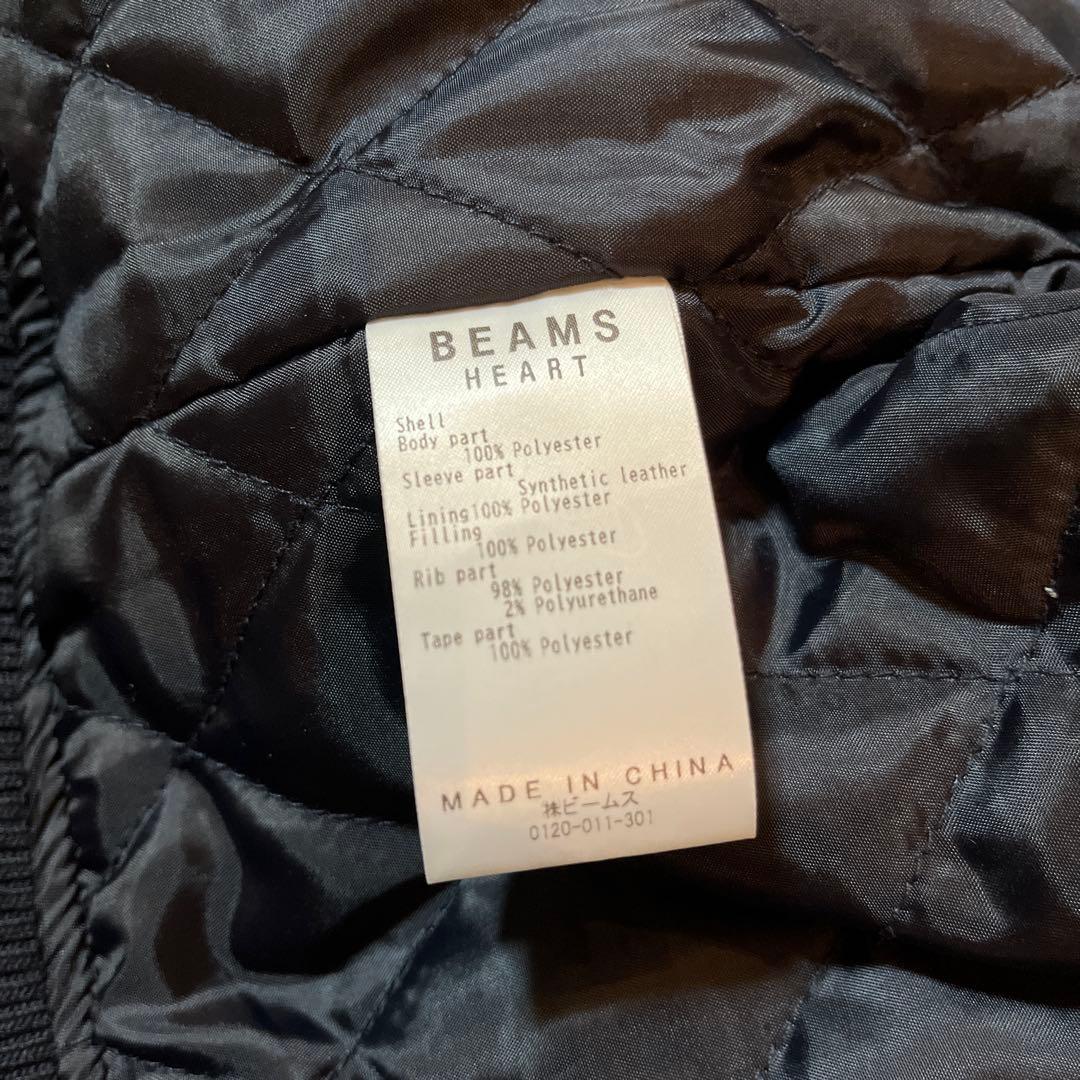 BEAMS
HEART
Shell
Body part
100% Polyester
Sleeve part
Synthetic leather
Lining100% Polyester
Filling
100% Polyester
Rib part
98% Polyester
2% Polyurethane
Tape part
100% Polyester
MADE IN CHINA
株ビームス
0120-011-301